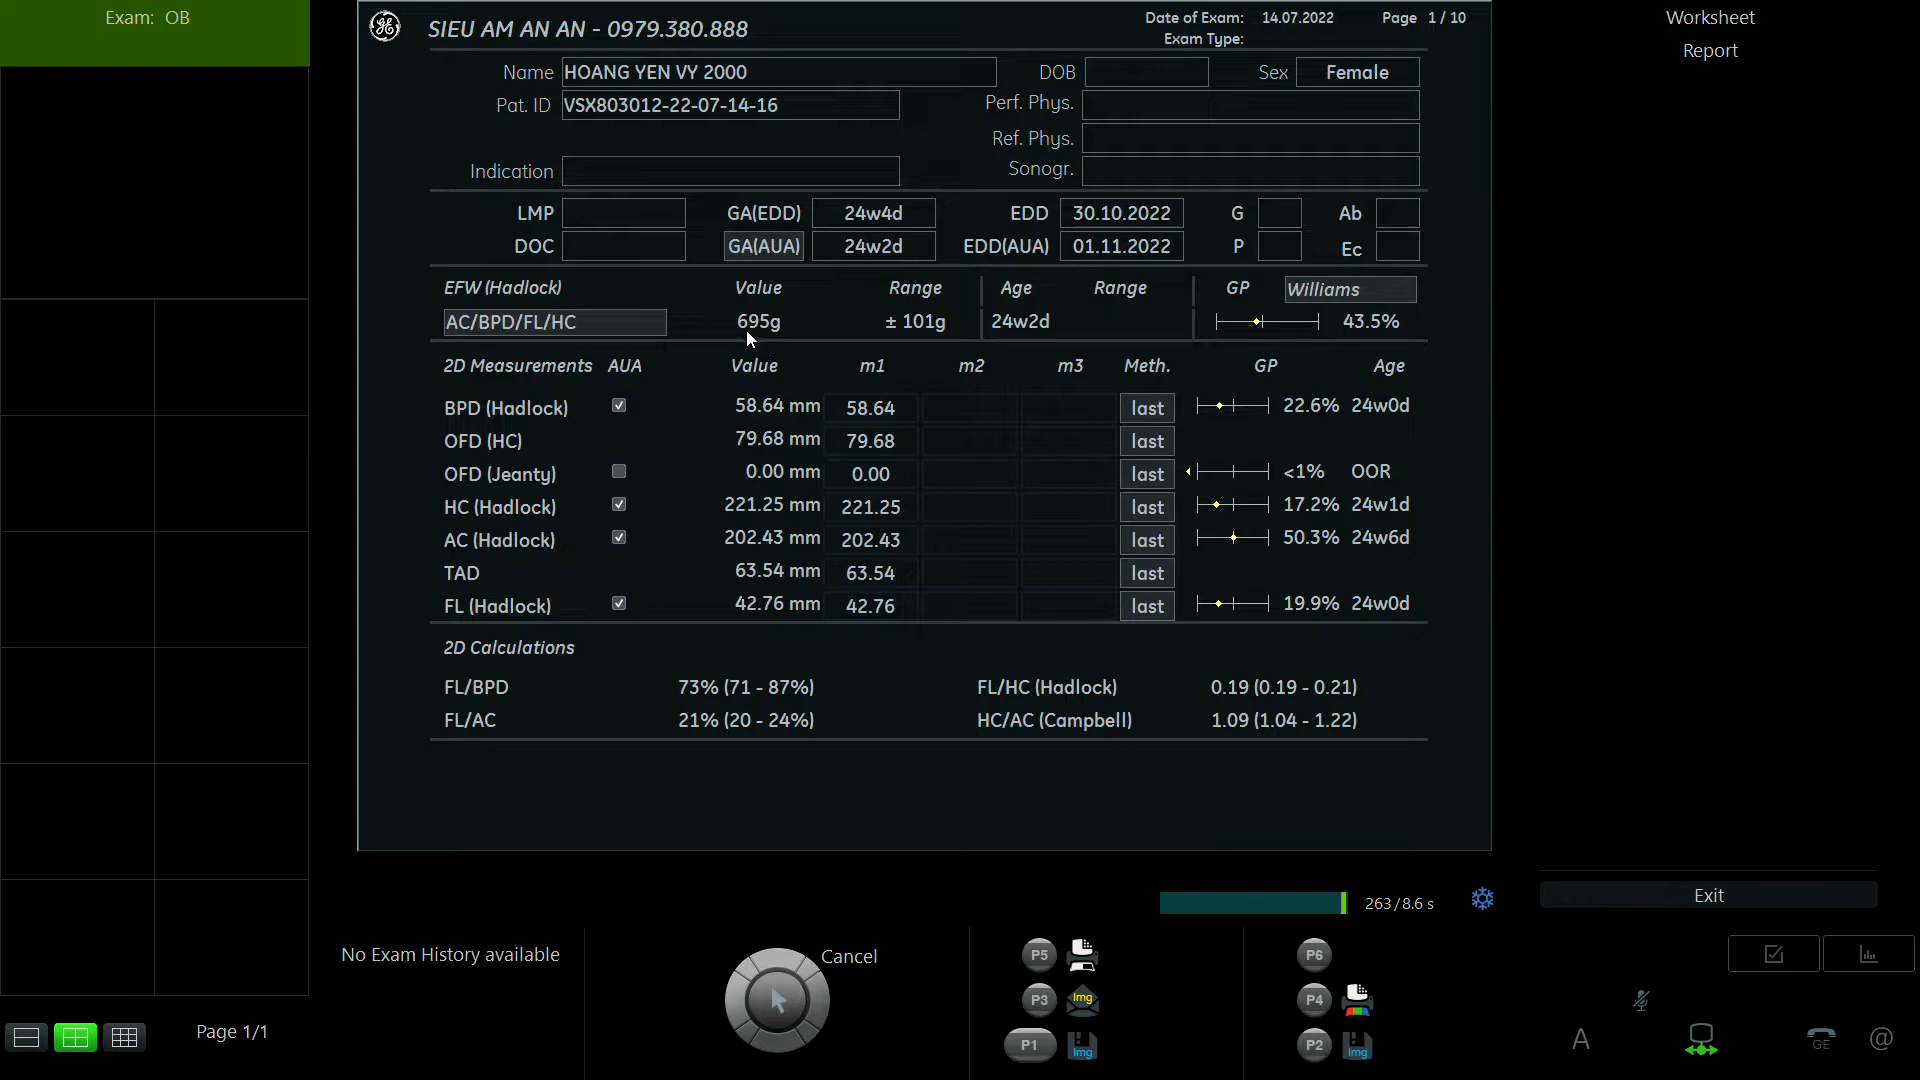 Exam: OB
SIEU AM AN AN - 0979.380.888
Date of Exam: 14.07.2022 Page 1 / 10
Exam Type:
Worksheet
Report
Name HOANG YEN VY 2000 DOB Sex Female
Pat. ID VSX803012-22-07-14-16 Perf. Phys.
Ref. Phys.
Indication Sonogr.
LMP GA(EDD) 24w4d EDD 30.10.2022 G Ab
DOC GA(AUA) 24w2d EDD(AUA) 01.11.2022 P Ec
EFW (Hadlock) Value Range Age Range GP Williams
AC/BPD/FL/HC 695g ± 101g 24w2d 43.5%
2D Measurements AUA Value m1 m2 m3 Meth. GP Age
BPD (Hadlock) 58.64 mm 58.64 last 22.6% 24w0d
OFD (HC) 79.68 mm 79.68 last
OFD (Jeanty) 0.00 mm 0.00 last <1% OOR
HC (Hadlock) 221.25 mm 221.25 last 17.2% 24w1d
AC (Hadlock) 202.43 mm 202.43 last 50.3% 24w6d
TAD 63.54 mm 63.54 last
FL (Hadlock) 42.76 mm 42.76 last 19.9% 24w0d
2D Calculations
FL/BPD 73% (71 - 87%) FL/HC (Hadlock) 0.19 (0.19 - 0.21)
FL/AC 21% (20 - 24%) HC/AC (Campbell) 1.09 (1.04 - 1.22)
263/8.6 s
Exit
No Exam History available
Cancel
P5 P6
P3 Img P4
P1 Img P2 Img
Page 1/1
A GE @